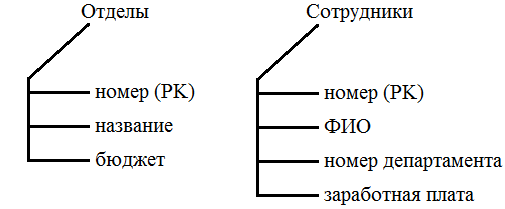 Отделы
номер (PK)
название
бюджет
Сотрудники
номер (PK)
ФИО
номер департамента
заработная плата